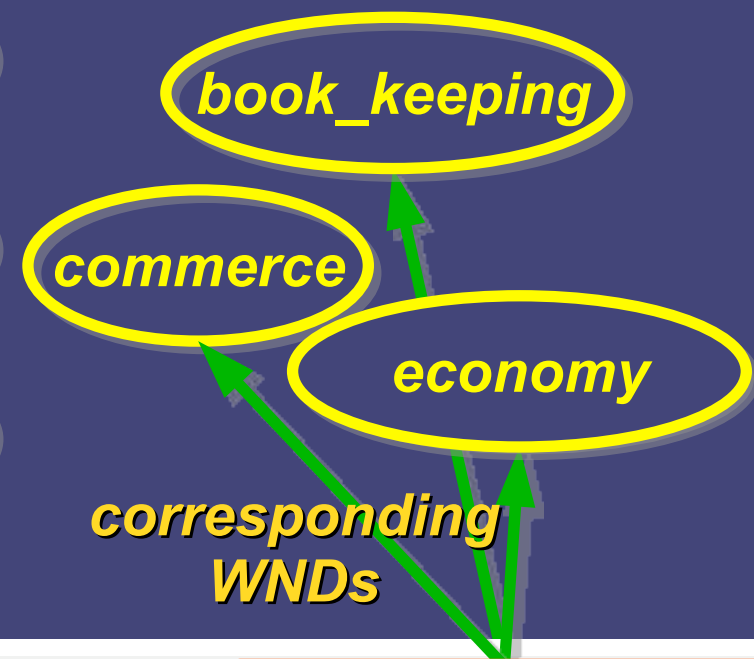 book_keeping
commerce
economy
corresponding
WNDs